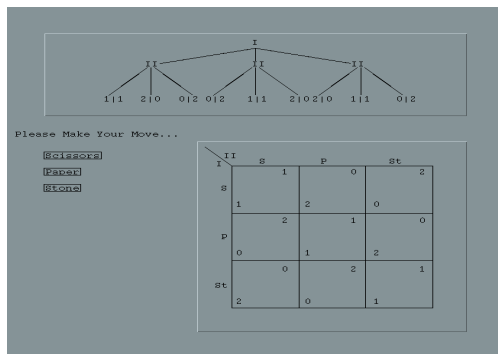 I
II II II
1|1 2|0 0|2 0|2 1|1 2|0 2|0 1|1 0|2
Please Make Your Move...
Scissors
Paper
Stone
II
I S P St
1 0 2
S
1 2 0
2 1 0
P
0 1 2
0 2 1
St
2 0 1